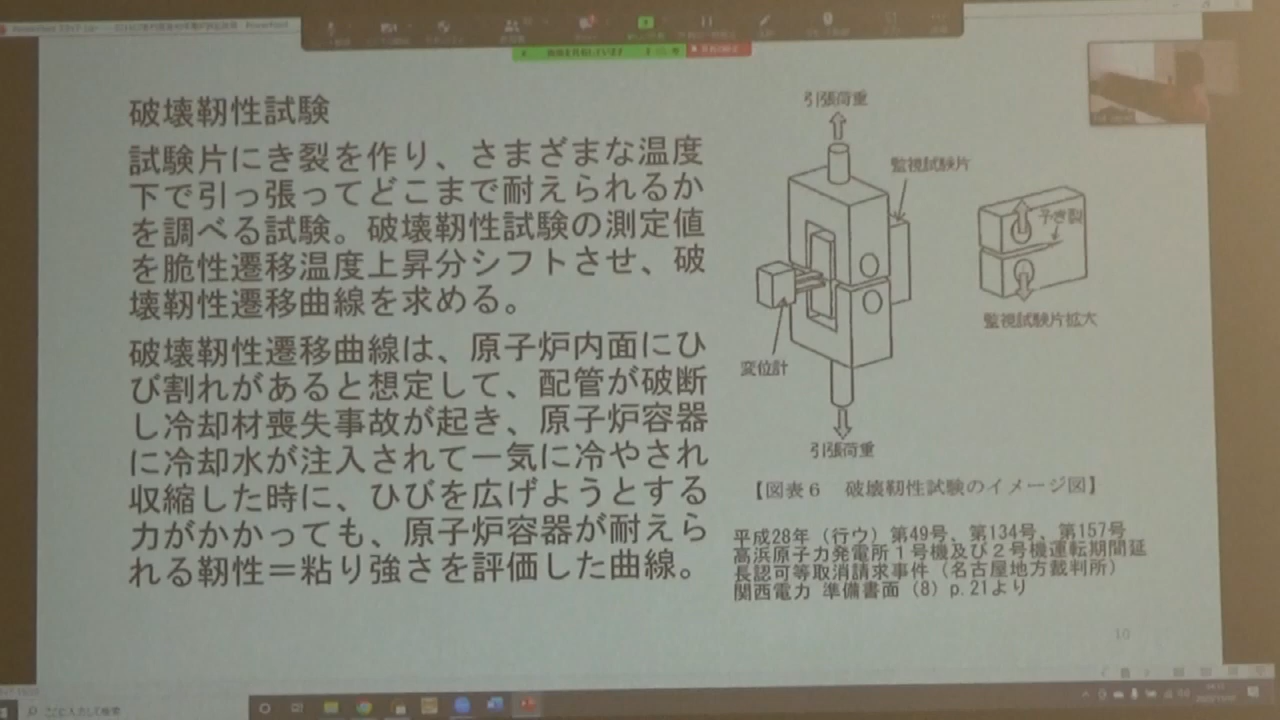 破壊靭性試験
試験片にき裂を作り、さまざまな温度
下で引っ張ってどこまで耐えられるか
を調べる試験。破壊靭性試験の測定値
を脆性遷移温度上昇分シフトさせ、破
壊靭性遷移曲線を求める。
破壊靭性遷移曲線は、原子炉内面にひ
び割れがあると想定して、配管が破断
し冷却材喪失事故が起き、原子炉容器
に冷却水が注入されて一気に冷やされ
収縮した時に、ひびを広げようとする
力がかかっても、原子炉容器が耐えら
れる靭性＝粘り強さを評価した曲線。
引張荷重
監視試験片
予き裂
監視試験片拡大
変位計
引張荷重
【図表６　破壊靭性試験のイメージ図】
平成28年（行ウ）第49号、第134号、第157号
高浜原子力発電所１号機及び２号機運転期間延
長認可等取消請求事件（名古屋地方裁判所）
関西電力 準備書面（8）p.21より
10
ここに入力して検索